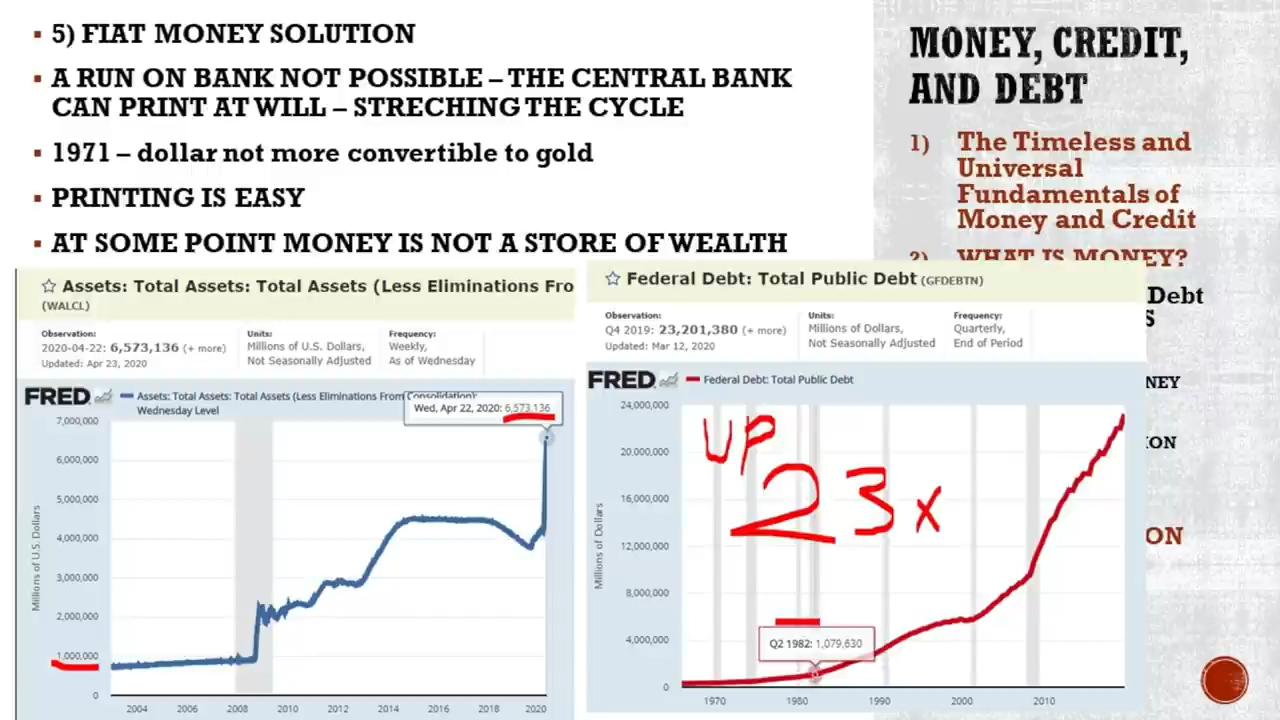 5) FIAT MONEY SOLUTION
A RUN ON BANK NOT POSSIBLE – THE CENTRAL BANK
CAN PRINT AT WILL – STRECHING THE CYCLE
1971 – dollar not more convertible to gold
PRINTING IS EASY
AT SOME POINT MONEY IS NOT A STORE OF WEALTH
MONEY, CREDIT,
AND DEBT
1) The Timeless and
Universal
Fundamentals of
Money and Credit
2) WHAT IS MONEY?
Debt
S
NEY
ION
ON
Assets: Total Assets: Total Assets (Less Eliminations Fro
(WALCL)
Observation:
2020-04-22: 6,573,136 (+ more)
Updated: Apr 23, 2020
Units:
Millions of U.S. Dollars,
Not Seasonally Adjusted
Frequency:
Weekly,
As of Wednesday
FRED
Assets: Total Assets: Total Assets (Less Eliminations From Consolidation):
Wednesday Level
Wed, Apr 22, 2020: 6,573,136
7,000,000
6,000,000
5,000,000
4,000,000
3,000,000
2,000,000
1,000,000
0
Millions of U.S. Dollars
2004 2006 2008 2010 2012 2014 2016 2018 2020
Federal Debt: Total Public Debt (GFDEBTN)
Observation:
Q4 2019: 23,201,380 (+ more)
Updated: Mar 12, 2020
Units:
Millions of Dollars,
Not Seasonally Adjusted
Frequency:
Quarterly,
End of Period
FRED
Federal Debt: Total Public Debt
24,000,000
20,000,000
16,000,000
12,000,000
8,000,000
4,000,000
0
Millions of Dollars
UP
23x
Q2 1982: 1,079,630
1970 1980 1990 2000 2010